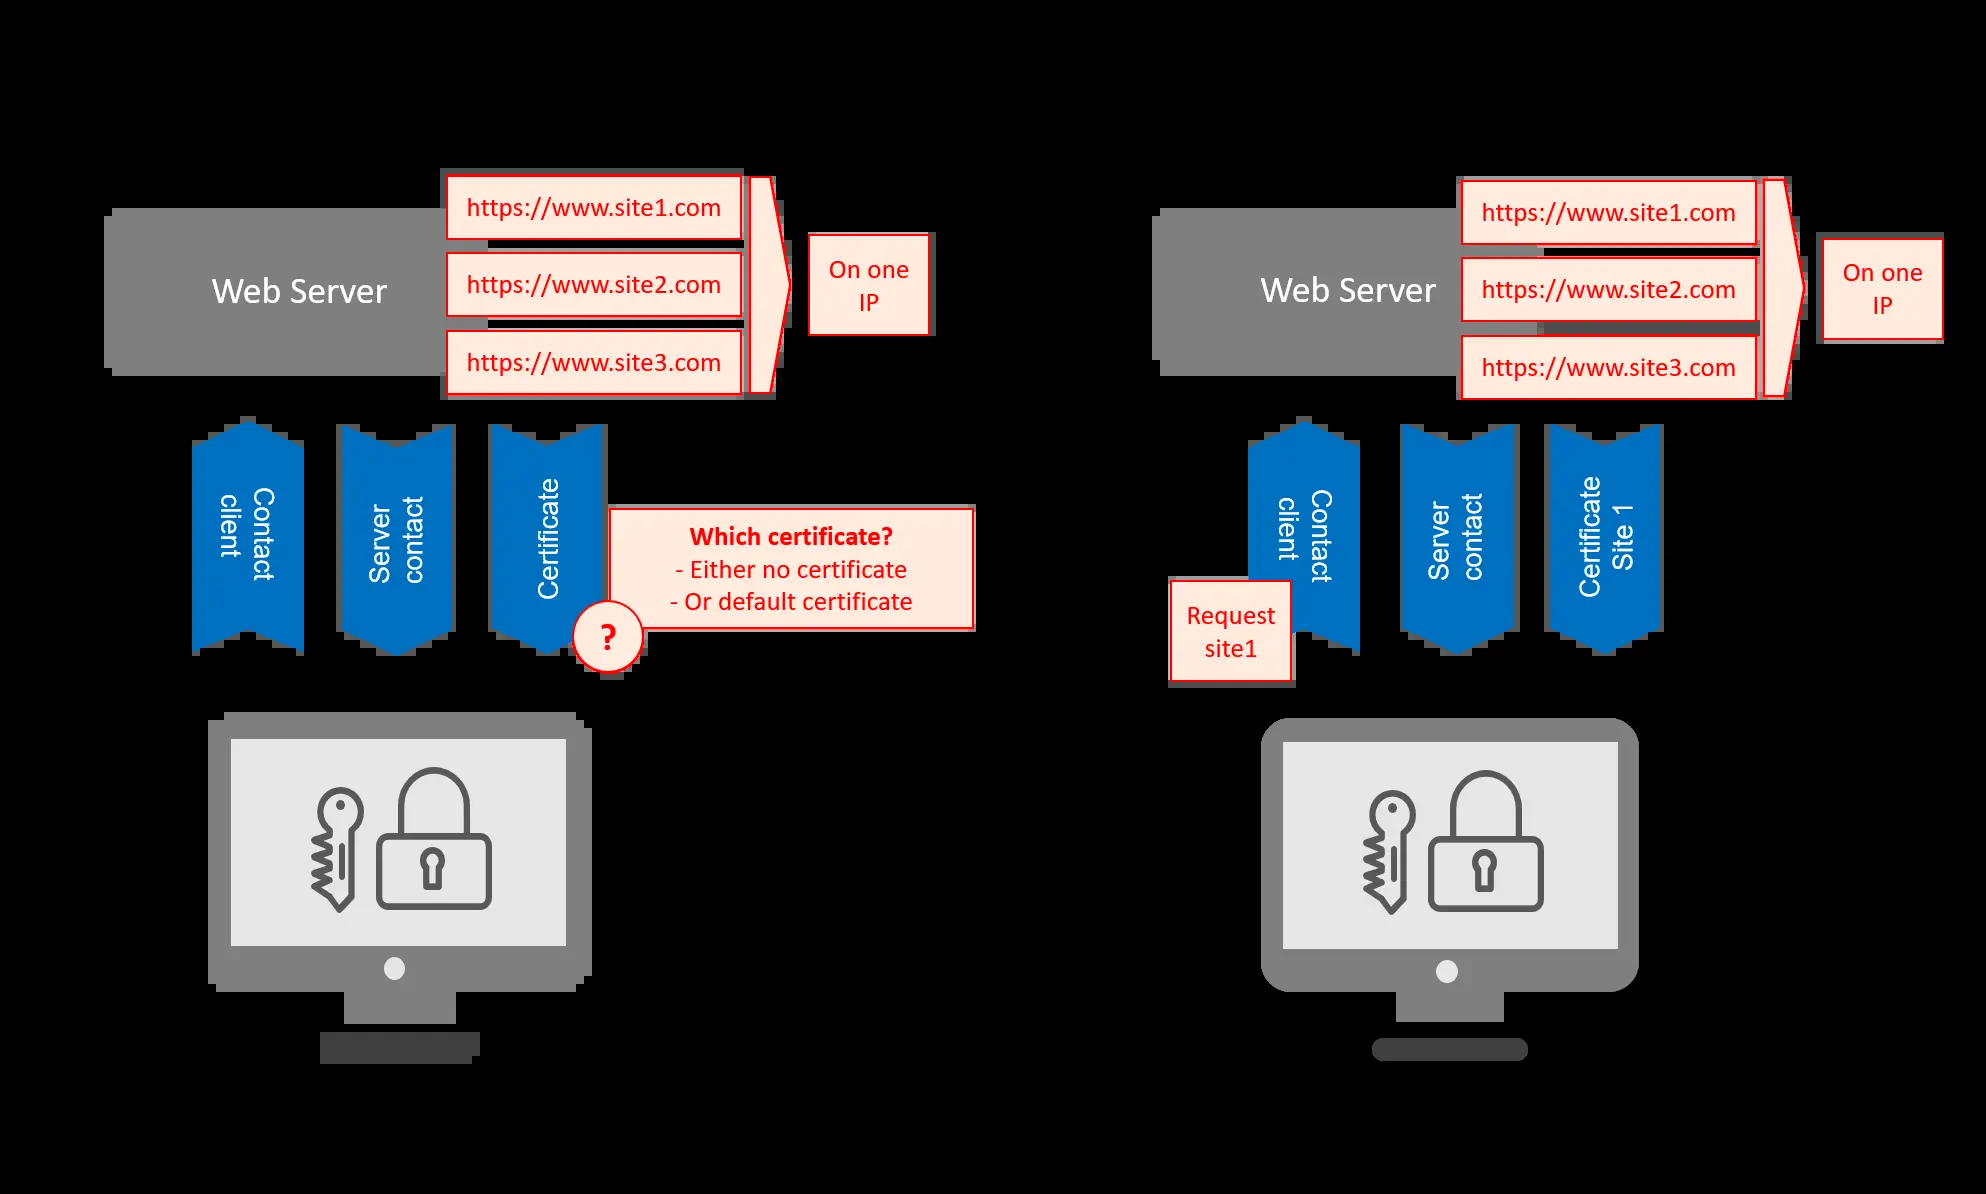 Web Server
https://www.site1.com
https://www.site2.com
https://www.site3.com
On one
IP
Contact
client
Server
contact
Certificate
Which certificate?
- Either no certificate
- Or default certificate
?
Web Server
https://www.site1.com
https://www.site2.com
https://www.site3.com
On one
IP
Contact
client
Request
site1
Server
contact
Certificate
Site 1